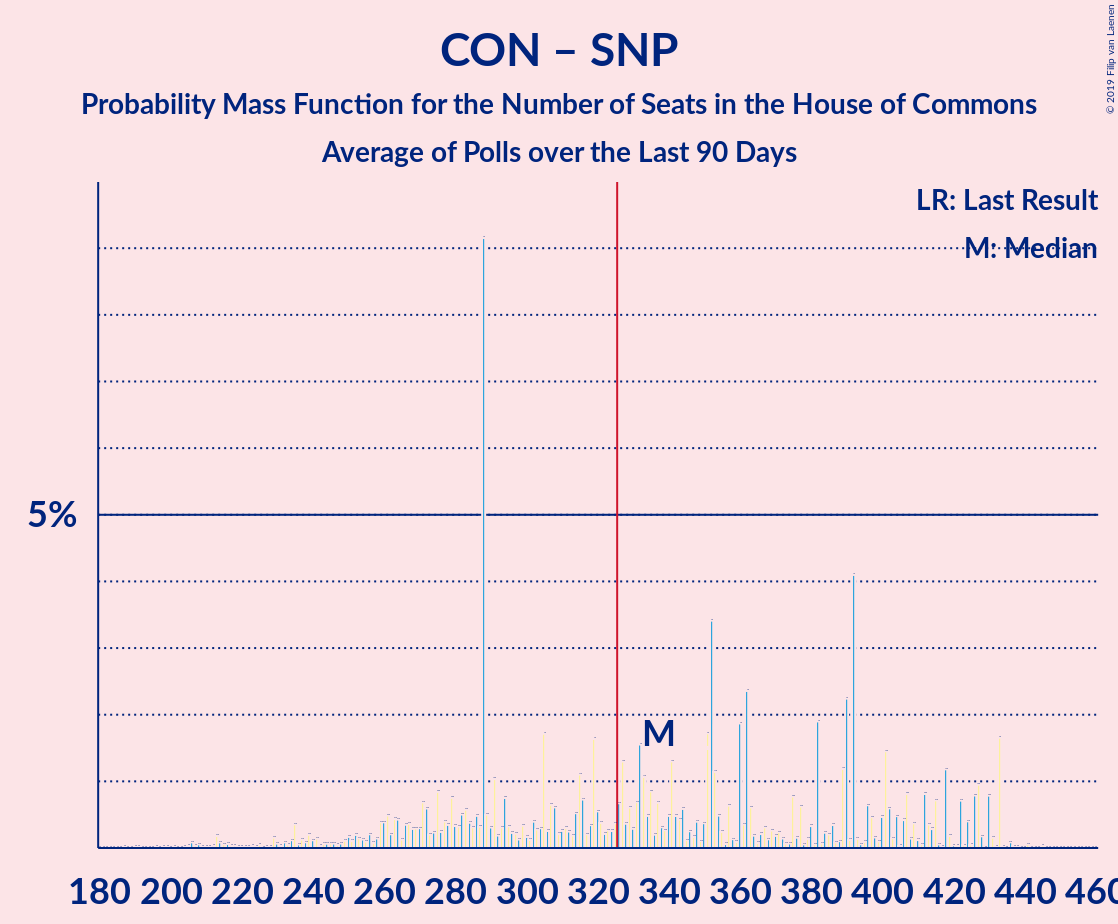 CON – SNP
Probability Mass Function for the Number of Seats in the House of Commons
Average of Polls over the Last 90 Days
© 2019 Filip van Laenen
LR: Last Result
M: Median
5%
M
180 200 220 240 260 280 300 320 340 360 380 400 420 440 460